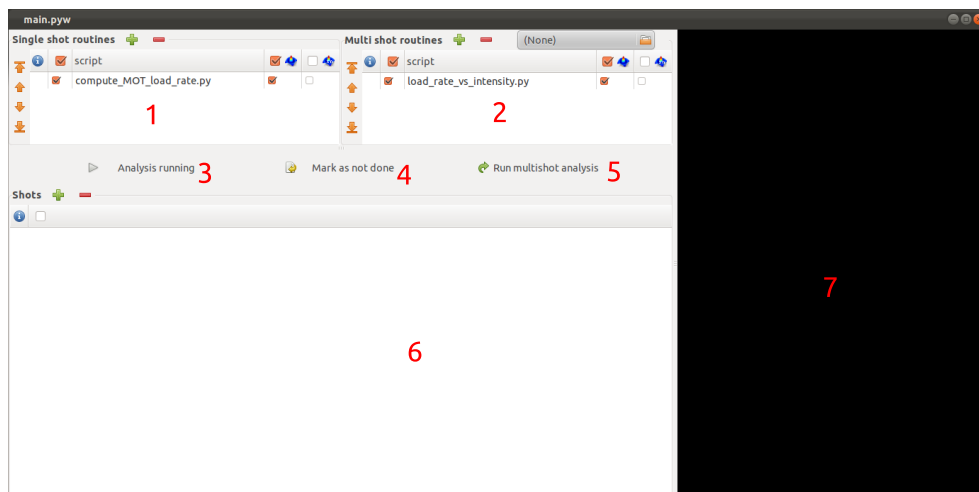 main.pyw
Single shot routines
Multi shot routines
(None)
script
script
compute_MOT_load_rate.py
load_rate_vs_intensity.py
1
2
Analysis running
3
Mark as not done
4
Run multishot analysis
5
Shots
6
7